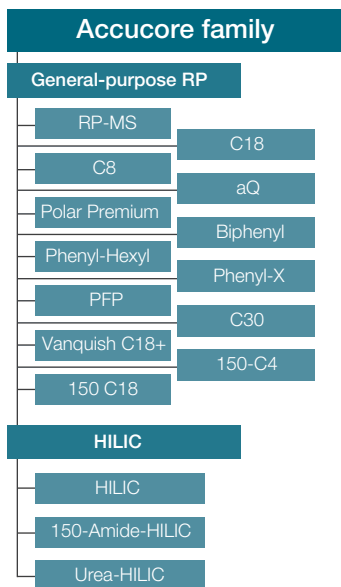 Accucore family
General-purpose RP
RP-MS
C18
C8
aQ
Polar Premium
Biphenyl
Phenyl-Hexyl
Phenyl-X
PFP
C30
Vanquish C18+
150-C4
150 C18
HILIC
HILIC
150-Amide-HILIC
Urea-HILIC